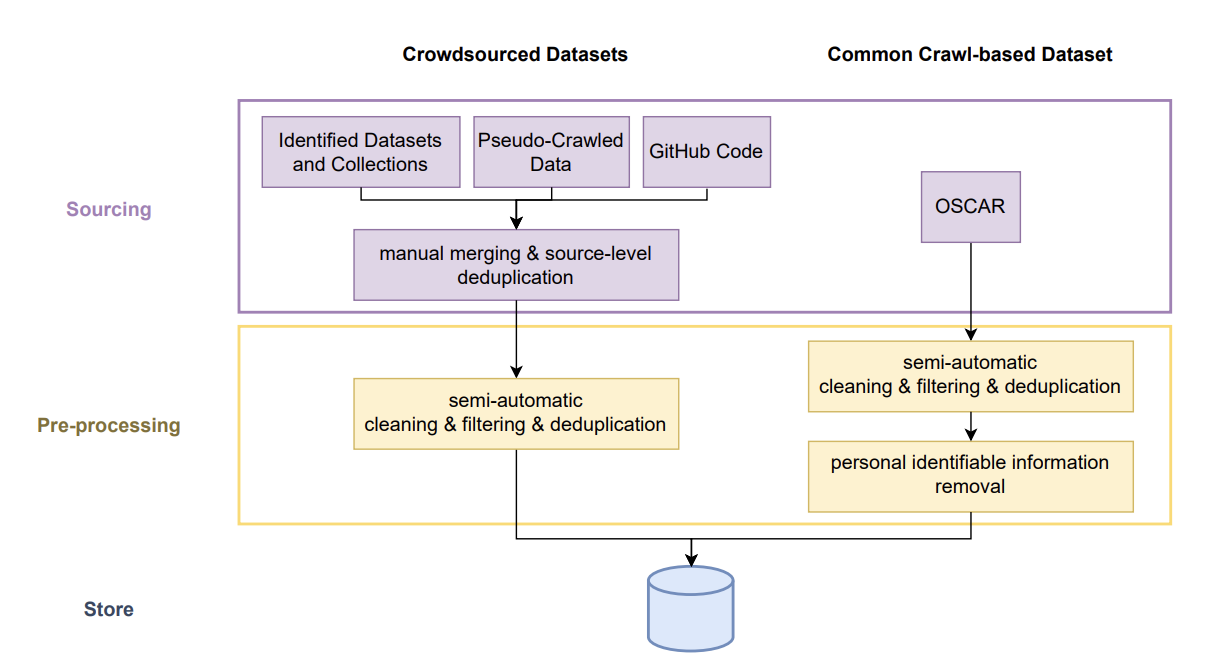 Crowdsourced Datasets
Common Crawl-based Dataset
Sourcing
Identified Datasets
and Collections
Pseudo-Crawled
Data
GitHub Code
manual merging & source-level
deduplication
OSCAR
Pre-processing
semi-automatic
cleaning & filtering & deduplication
semi-automatic
cleaning & filtering & deduplication
personal identifiable information
removal
Store